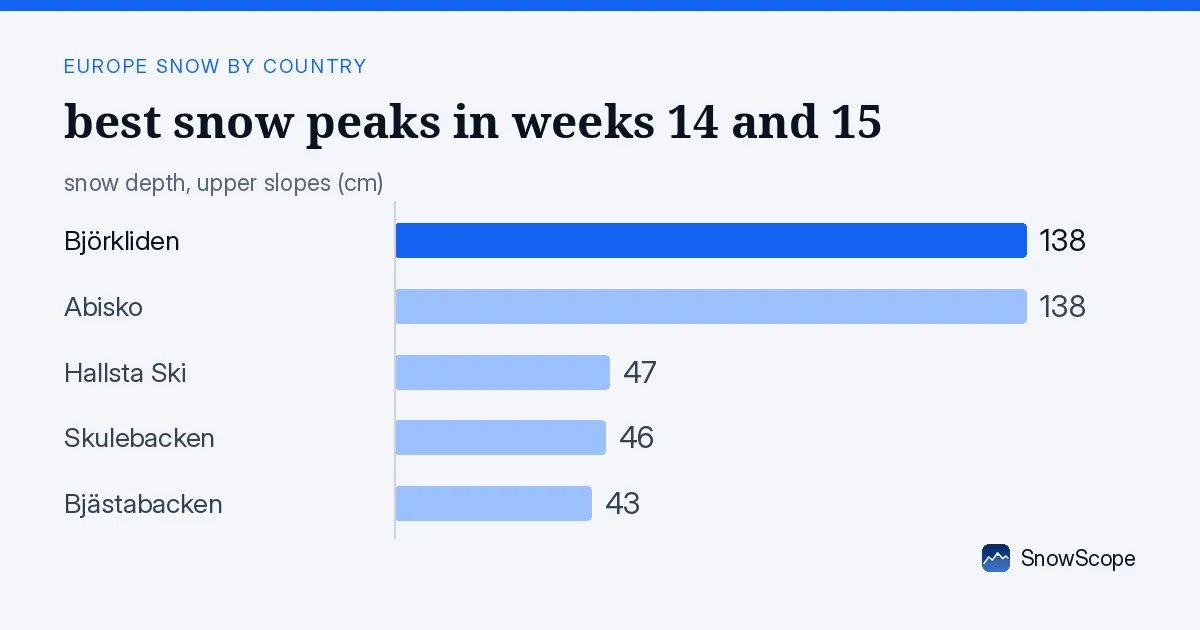 EUROPE SNOW BY COUNTRY
best snow peaks in weeks 14 and 15
snow depth, upper slopes (cm)
Björkliden 138
Abisko 138
Hallsta Ski 47
Skulebacken 46
Bjästabacken 43
SnowScope